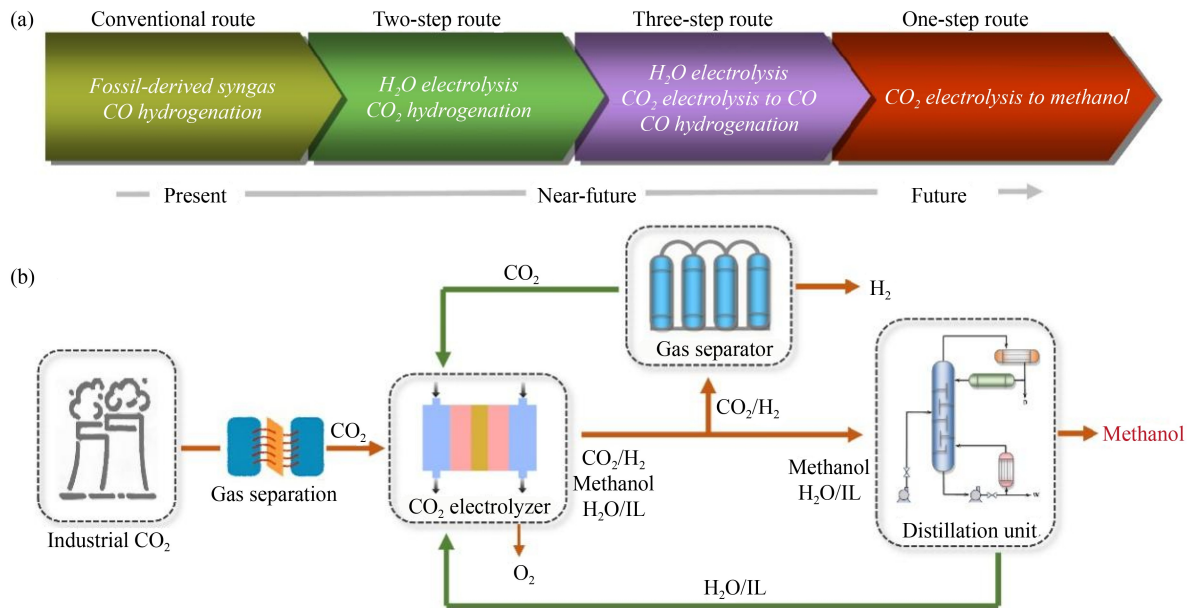 (a)
Conventional route
Two-step route
Three-step route
One-step route
Fossil-derived syngas
CO hydrogenation
H₂O electrolysis
CO₂ hydrogenation
H₂O electrolysis
CO₂ electrolysis to CO
CO hydrogenation
CO₂ electrolysis to methanol
Present
Near-future
Future
(b)
CO₂
Gas separator
H₂
Industrial CO₂
Gas separation
CO₂
CO₂ electrolyzer
O₂
CO₂/H₂
Methanol
H₂O/IL
CO₂/H₂
Methanol
H₂O/IL
Distillation unit
Methanol
H₂O/IL